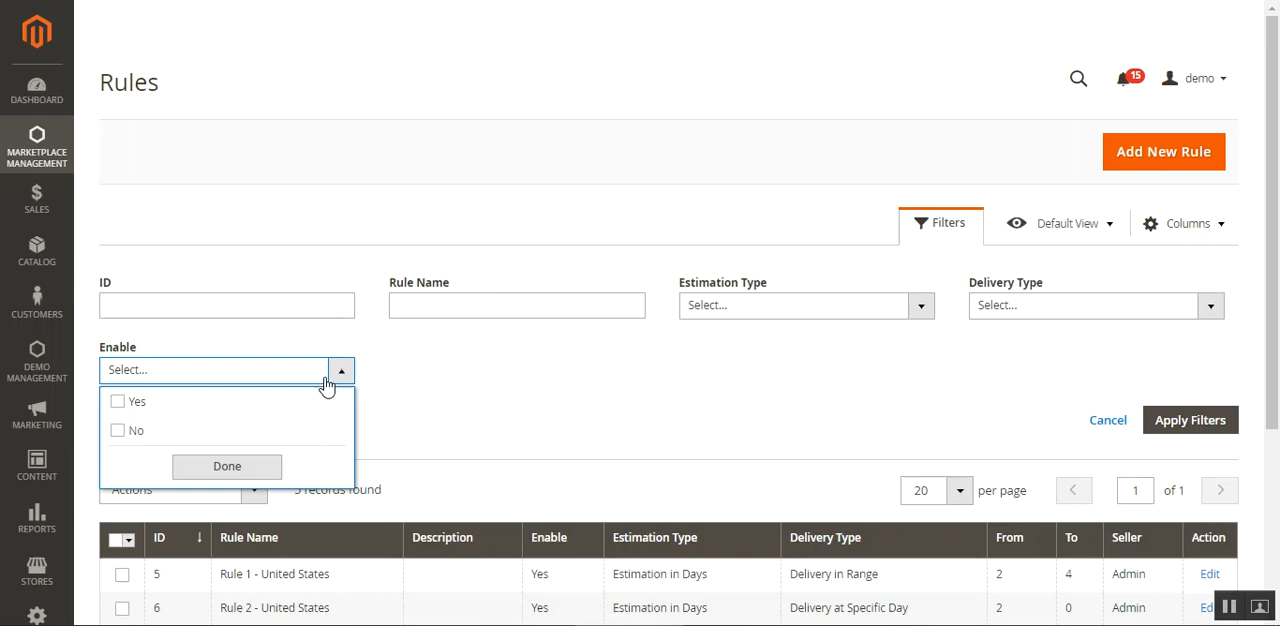 Rules
15
demo
DASHBOARD
MARKETPLACE
MANAGEMENT
SALES
CATALOG
CUSTOMERS
DEMO
MANAGEMENT
MARKETING
CONTENT
REPORTS
STORES
Add New Rule
Filters
Default View
Columns
ID
Rule Name
Estimation Type
Delivery Type
Select...
Select...
Enable
Select...
Yes
No
Done
Cancel
Apply Filters
Actions
records found
20
per page
1
of 1
ID ↓ Rule Name Description Enable Estimation Type Delivery Type From To Seller Action
5 Rule 1 - United States Yes Estimation in Days Delivery in Range 2 4 Admin Edit
6 Rule 2 - United States Yes Estimation in Days Delivery at Specific Day 2 0 Admin